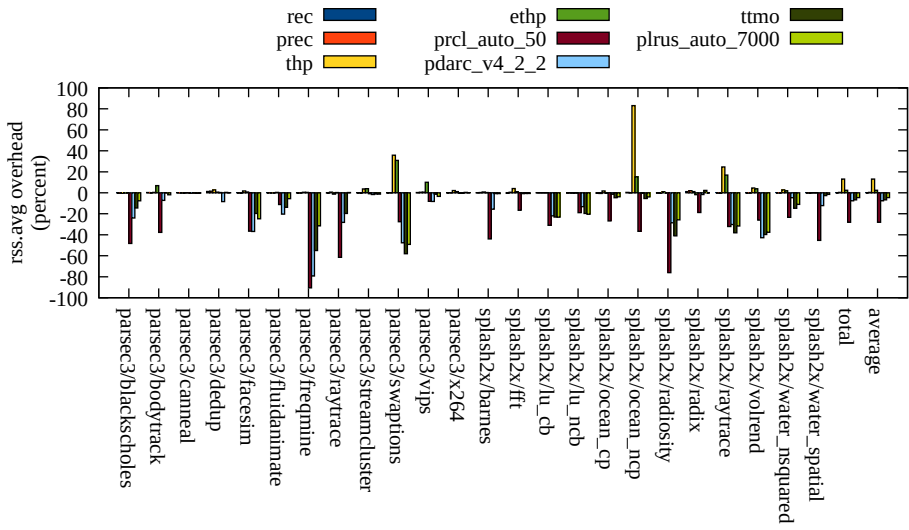 rec
prec
thp
ethp
prcl_auto_50
pdarc_v4_2_2
ttmo
plrus_auto_7000
rss.avg overhead
(percent)
100
80
60
40
20
0
-20
-40
-60
-80
-100
parsec3/blackscholes
parsec3/bodytrack
parsec3/canneal
parsec3/dedup
parsec3/facesim
parsec3/fluidanimate
parsec3/freqmine
parsec3/raytrace
parsec3/streamcluster
parsec3/swaptions
parsec3/vips
parsec3/x264
splash2x/barnes
splash2x/fft
splash2x/lu_cb
splash2x/lu_ncb
splash2x/ocean_cp
splash2x/ocean_ncp
splash2x/radiosity
splash2x/radix
splash2x/raytrace
splash2x/volrend
splash2x/water_nsquared
splash2x/water_spatial
total
average